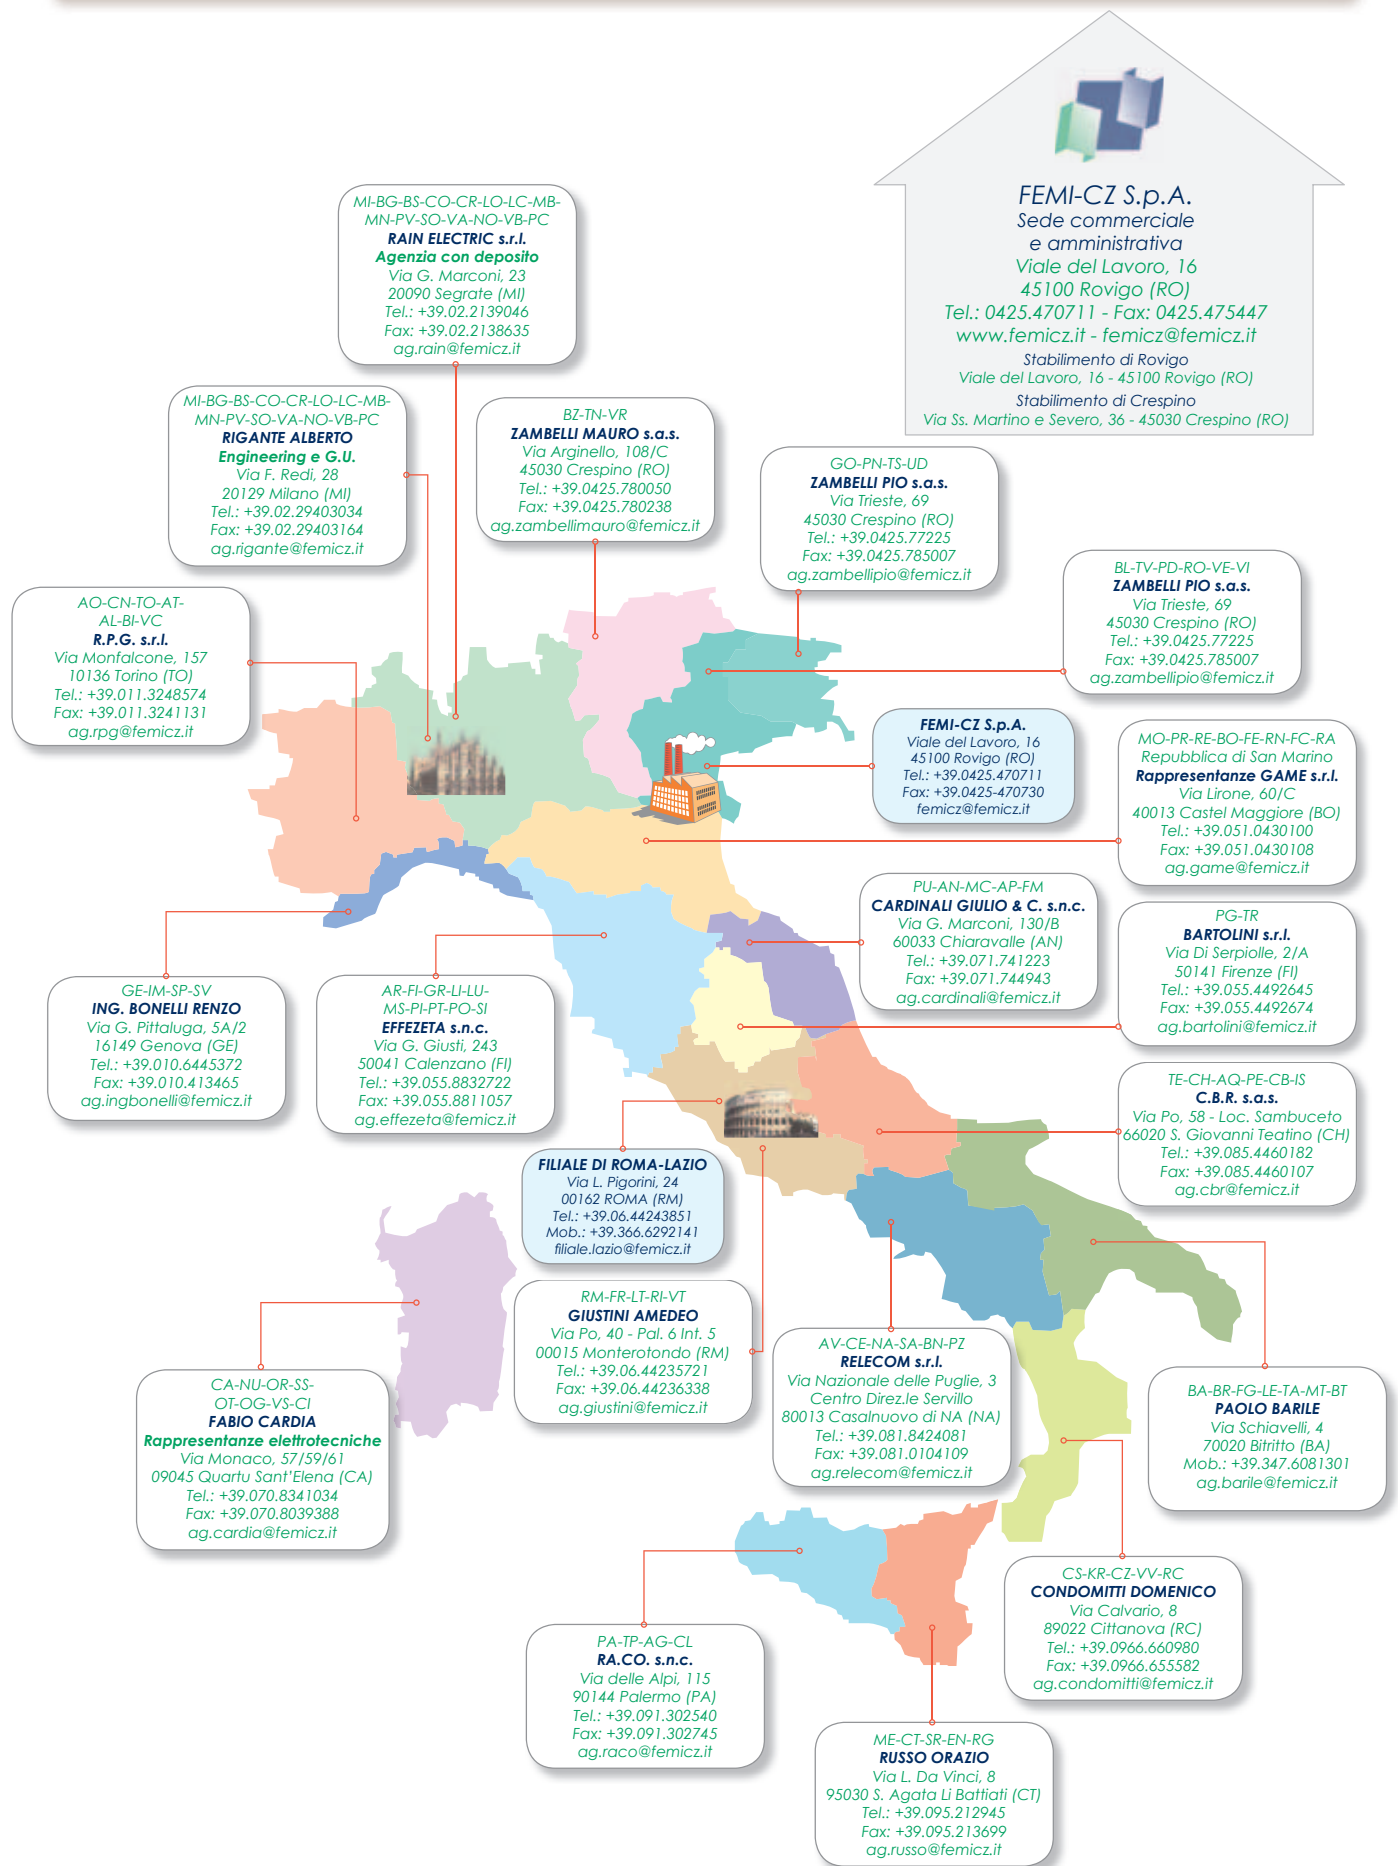 FEMI-CZ S.p.A.
Sede commerciale
e amministrativa
Viale del Lavoro, 16
45100 Rovigo (RO)
Tel.: 0425.470711 - Fax: 0425.475447
www.femicz.it - femicz@femicz.it
Stabilimento di Rovigo
Viale del Lavoro, 16 - 45100 Rovigo (RO)
Stabilimento di Crespino
Via Ss. Martino e Severo, 36 - 45030 Crespino (RO)
MI-BG-BS-CO-CR-LO-LC-MB-
MN-PV-SO-VA-NO-VB-PC
RAIN ELECTRIC s.r.l.
Agenzia con deposito
Via G. Marconi, 23
20090 Segrate (MI)
Tel.: +39.02.2139046
Fax: +39.02.2138635
ag.rain@femicz.it
MI-BG-BS-CO-CR-LO-LC-MB-
MN-PV-SO-VA-NO-VB-PC
RIGANTE ALBERTO
Engineering e G.U.
Via F. Redi, 28
20129 Milano (MI)
Tel.: +39.02.29403034
Fax: +39.02.29403164
ag.rigante@femicz.it
BZ-TN-VR
ZAMBELLI MAURO s.a.s.
Via Arginello, 108/C
45030 Crespino (RO)
Tel.: +39.0425.780050
Fax: +39.0425.780238
ag.zambellimauro@femicz.it
GO-PN-TS-UD
ZAMBELLI PIO s.a.s.
Via Trieste, 69
45030 Crespino (RO)
Tel.: +39.0425.77225
Fax: +39.0425.785007
ag.zambellipio@femicz.it
BL-TV-PD-RO-VE-VI
ZAMBELLI PIO s.a.s.
Via Trieste, 69
45030 Crespino (RO)
Tel.: +39.0425.77225
Fax: +39.0425.785007
ag.zambellipio@femicz.it
AO-CN-TO-AT-
AL-BI-VC
R.P.G. s.r.l.
Via Monfalcone, 157
10136 Torino (TO)
Tel.: +39.011.3248574
Fax: +39.011.3241131
ag.rpg@femicz.it
FEMI-CZ S.p.A.
Viale del Lavoro, 16
45100 Rovigo (RO)
Tel.: +39.0425.470711
Fax: +39.0425-470730
femicz@femicz.it
MO-PR-RE-BO-FE-RN-FC-RA
Repubblica di San Marino
Rappresentanze GAME s.r.l.
Via Lirone, 60/C
40013 Castel Maggiore (BO)
Tel.: +39.051.0430100
Fax: +39.051.0430108
ag.game@femicz.it
PU-AN-MC-AP-FM
CARDINALI GIULIO & C. s.n.c.
Via G. Marconi, 130/B
60033 Chiaravalle (AN)
Tel.: +39.071.741223
Fax: +39.071.744943
ag.cardinali@femicz.it
PG-TR
BARTOLINI s.r.l.
Via Di Serpiolle, 2/A
50141 Firenze (FI)
Tel.: +39.055.4492645
Fax: +39.055.4492674
ag.bartolini@femicz.it
GE-IM-SP-SV
ING. BONELLI RENZO
Via G. Pittaluga, 5A/2
16149 Genova (GE)
Tel.: +39.010.6445372
Fax: +39.010.413465
ag.ingbonelli@femicz.it
AR-FI-GR-LI-LU-
MS-PI-PT-PO-SI
EFFEZETA s.n.c.
Via G. Giusti, 243
50041 Calenzano (FI)
Tel.: +39.055.8832722
Fax: +39.055.8811057
ag.effezeta@femicz.it
TE-CH-AQ-PE-CB-IS
C.B.R. s.a.s.
Via Po, 58 - Loc. Sambuceto
66020 S. Giovanni Teatino (CH)
Tel.: +39.085.4460182
Fax: +39.085.4460107
ag.cbr@femicz.it
FILIALE DI ROMA-LAZIO
Via L. Pigorini, 24
00162 ROMA (RM)
Tel.: +39.06.44243851
Mob.: +39.366.6292141
filiale.lazio@femicz.it
RM-FR-LT-RI-VT
GIUSTINI AMEDEO
Via Po, 40 - Pal. 6 Int. 5
00015 Monterotondo (RM)
Tel.: +39.06.44235721
Fax: +39.06.44236338
ag.giustini@femicz.it
AV-CE-NA-SA-BN-PZ
RELECOM s.r.l.
Via Nazionale delle Puglie, 3
Centro Direz.le Servillo
80013 Casalnuovo di NA (NA)
Tel.: +39.081.8424081
Fax: +39.081.0104109
ag.relecom@femicz.it
CA-NU-OR-SS-
OT-OG-VS-CI
FABIO CARDIA
Rappresentanze elettrotecniche
Via Monaco, 57/59/61
09045 Quartu Sant'Elena (CA)
Tel.: +39.070.8341034
Fax: +39.070.8039388
ag.cardia@femicz.it
BA-BR-FG-LE-TA-MT-BT
PAOLO BARILE
Via Schiavelli, 4
70020 Bitritto (BA)
Mob.: +39.347.6081301
ag.barile@femicz.it
CS-KR-CZ-VV-RC
CONDOMITTI DOMENICO
Via Calvario, 8
89022 Cittanova (RC)
Tel.: +39.0966.660980
Fax: +39.0966.655582
ag.condomitti@femicz.it
PA-TP-AG-CL
RA.CO. s.n.c.
Via delle Alpi, 115
90144 Palermo (PA)
Tel.: +39.091.302540
Fax: +39.091.302745
ag.raco@femicz.it
ME-CT-SR-EN-RG
RUSSO ORAZIO
Via L. Da Vinci, 8
95030 S. Agata Li Battiati (CT)
Tel.: +39.095.212945
Fax: +39.095.213699
ag.russo@femicz.it